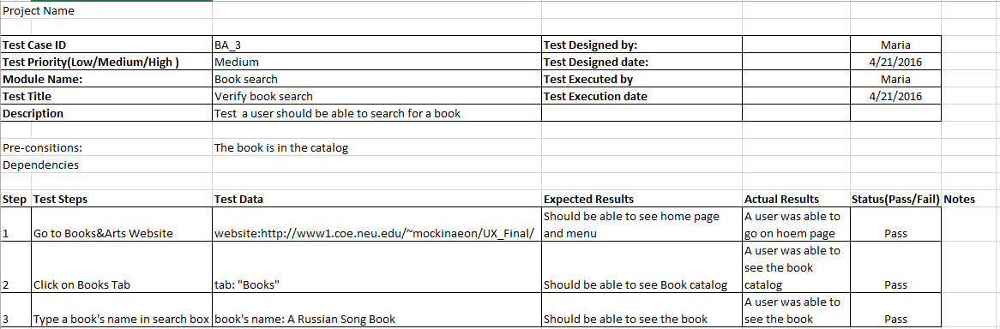 Project Name
Test Case ID BA_3 Test Designed by: Maria
Test Priority(Low/Medium/High ) Medium Test Designed date: 4/21/2016
Module Name: Book search Test Executed by Maria
Test Title Verify book search Test Execution date 4/21/2016
Description Test a user should be able to search for a book
Pre-consitions: The book is in the catalog
Dependencies
Step Test Steps Test Data Expected Results Actual Results Status(Pass/Fail) Notes
Should be able to see home page A user was able to
1 Go to Books&Arts Website website:http://www1.coe.neu.edu/~mockinaeon/UX_Final/ and menu go on hoem page Pass
A user was able to
see the book
2 Click on Books Tab tab: "Books" Should be able to see Book catalog catalog Pass
A user was able to
3 Type a book's name in search box book's name: A Russian Song Book Should be able to see the book see the book Pass